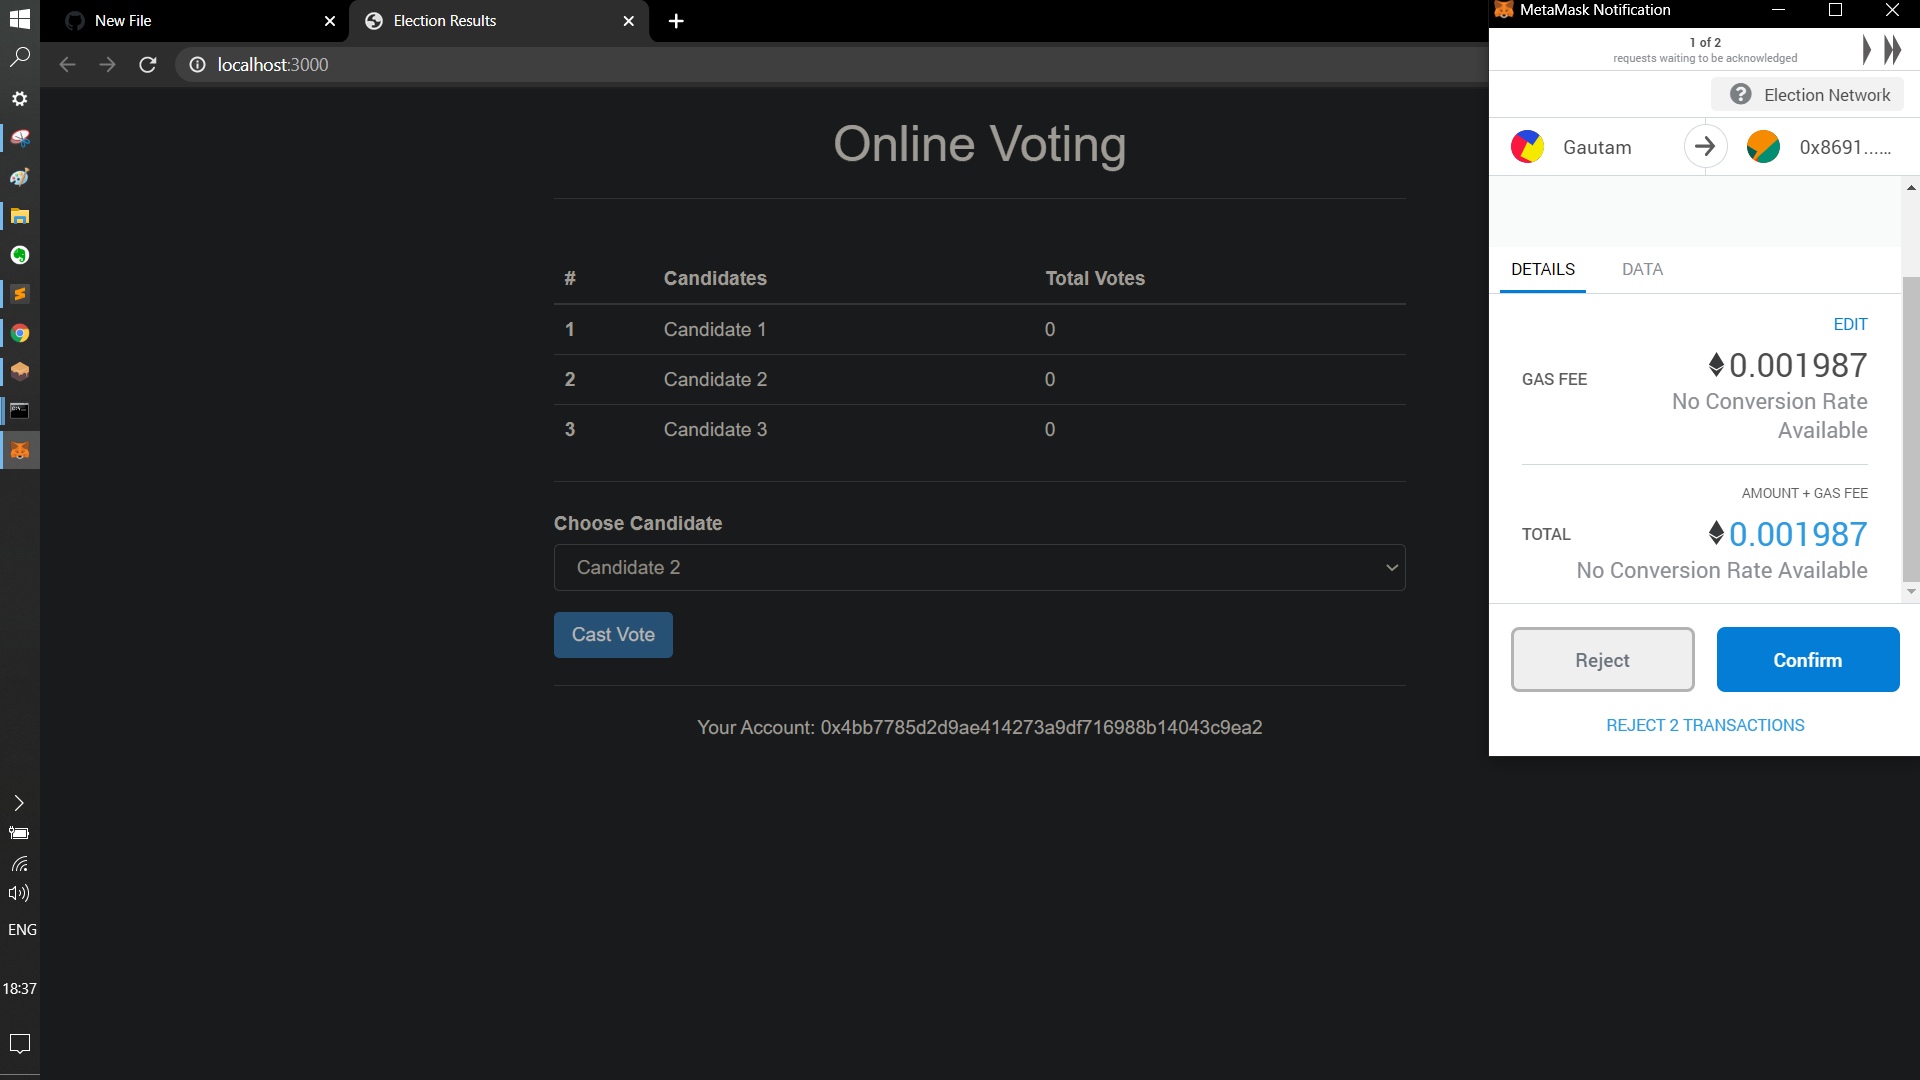 New File
Election Results
localhost:3000
Online Voting
# Candidates Total Votes
1 Candidate 1 0
2 Candidate 2 0
3 Candidate 3 0
Choose Candidate
Candidate 2
Cast Vote
Your Account: 0x4bb7785d2d9ae414273a9df716988b14043c9ea2
MetaMask Notification
1 of 2
requests waiting to be acknowledged
? Election Network
Gautam
0x8691......
DETAILS DATA
EDIT
GAS FEE
0.001987
No Conversion Rate
Available
AMOUNT + GAS FEE
TOTAL
0.001987
No Conversion Rate Available
Reject Confirm
REJECT 2 TRANSACTIONS
ENG
18:37